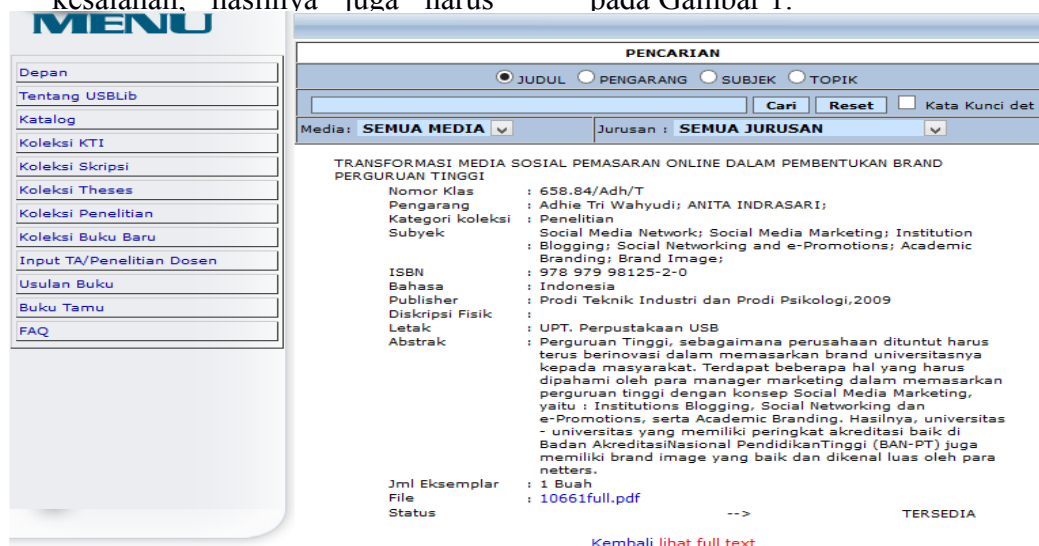 kesalahan, hasilnya juga harus
pada Gambar 1.
MENU
Depan
Tentang USBLib
Katalog
Koleksi KTI
Koleksi Skripsi
Koleksi Theses
Koleksi Penelitian
Koleksi Buku Baru
Input TA/Penelitian Dosen
Usulan Buku
Buku Tamu
FAQ
PENCARIAN
JUDUL PENGARANG SUBJEK TOPIK
Cari Reset Kata Kunci det
Media: SEMUA MEDIA Jurusan : SEMUA JURUSAN
TRANSFORMASI MEDIA SOSIAL PEMASARAN ONLINE DALAM PEMBENTUKAN BRAND
PERGURUAN TINGGI
Nomor Klas : 658.84/Adh/T
Pengarang : Adhie Tri Wahyudi; ANITA INDRASARI;
Kategori koleksi : Penelitian
Subyek Social Media Network; Social Media Marketing; Institution
: Blogging; Social Networking and e-Promotions; Academic
Branding; Brand Image;
ISBN : 978 979 98125-2-0
Bahasa : Indonesia
Publisher : Prodi Teknik Industri dan Prodi Psikologi,2009
Diskripsi Fisik :
Letak : UPT. Perpustakaan USB
Abstrak : Perguruan Tinggi, sebagaimana perusahaan dituntut harus
terus berinovasi dalam memasarkan brand universitasnya
kepada masyarakat. Terdapat beberapa hal yang harus
dipahami oleh para manager marketing dalam memasarkan
perguruan tinggi dengan konsep Social Media Marketing,
yaitu : Institutions Blogging, Social Networking dan
e-Promotions, serta Academic Branding. Hasilnya, universitas
- universitas yang memiliki peringkat akreditasi baik di
Badan AkreditasiNasional PendidikanTinggi (BAN-PT) juga
memiliki brand image yang baik dan dikenal luas oleh para
netters.
Jml Eksemplar : 1 Buah
File : 10661full.pdf
Status --> TERSEDIA
Kembali lihat full text